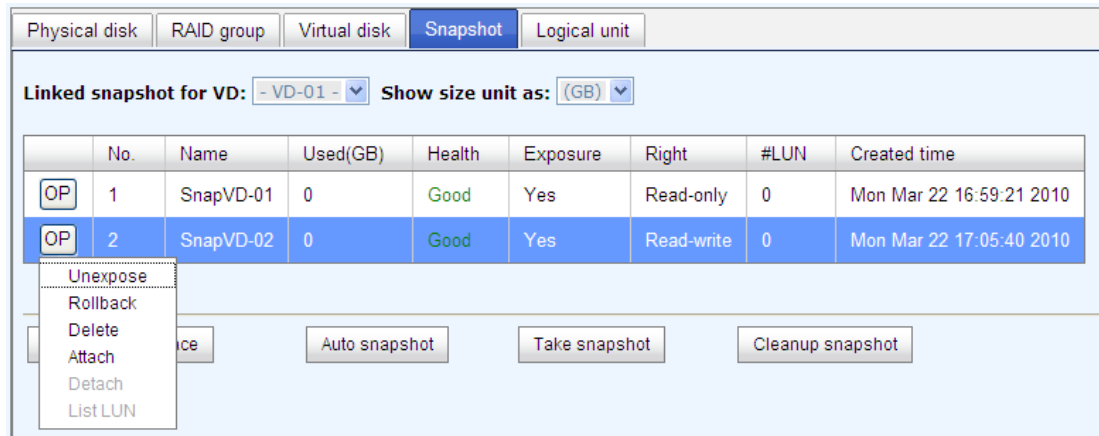 Physical disk RAID group Virtual disk Snapshot Logical unit
Linked snapshot for VD: - VD-01 - Show size unit as: (GB)
No. Name Used(GB) Health Exposure Right #LUN Created time
OP 1 SnapVD-01 0 Good Yes Read-only 0 Mon Mar 22 16:59:21 2010
OP 2 SnapVD-02 0 Good Yes Read-write 0 Mon Mar 22 17:05:40 2010
Unexpose
Rollback
Delete
Attach
Detach
List LUN
Auto snapshot Take snapshot Cleanup snapshot